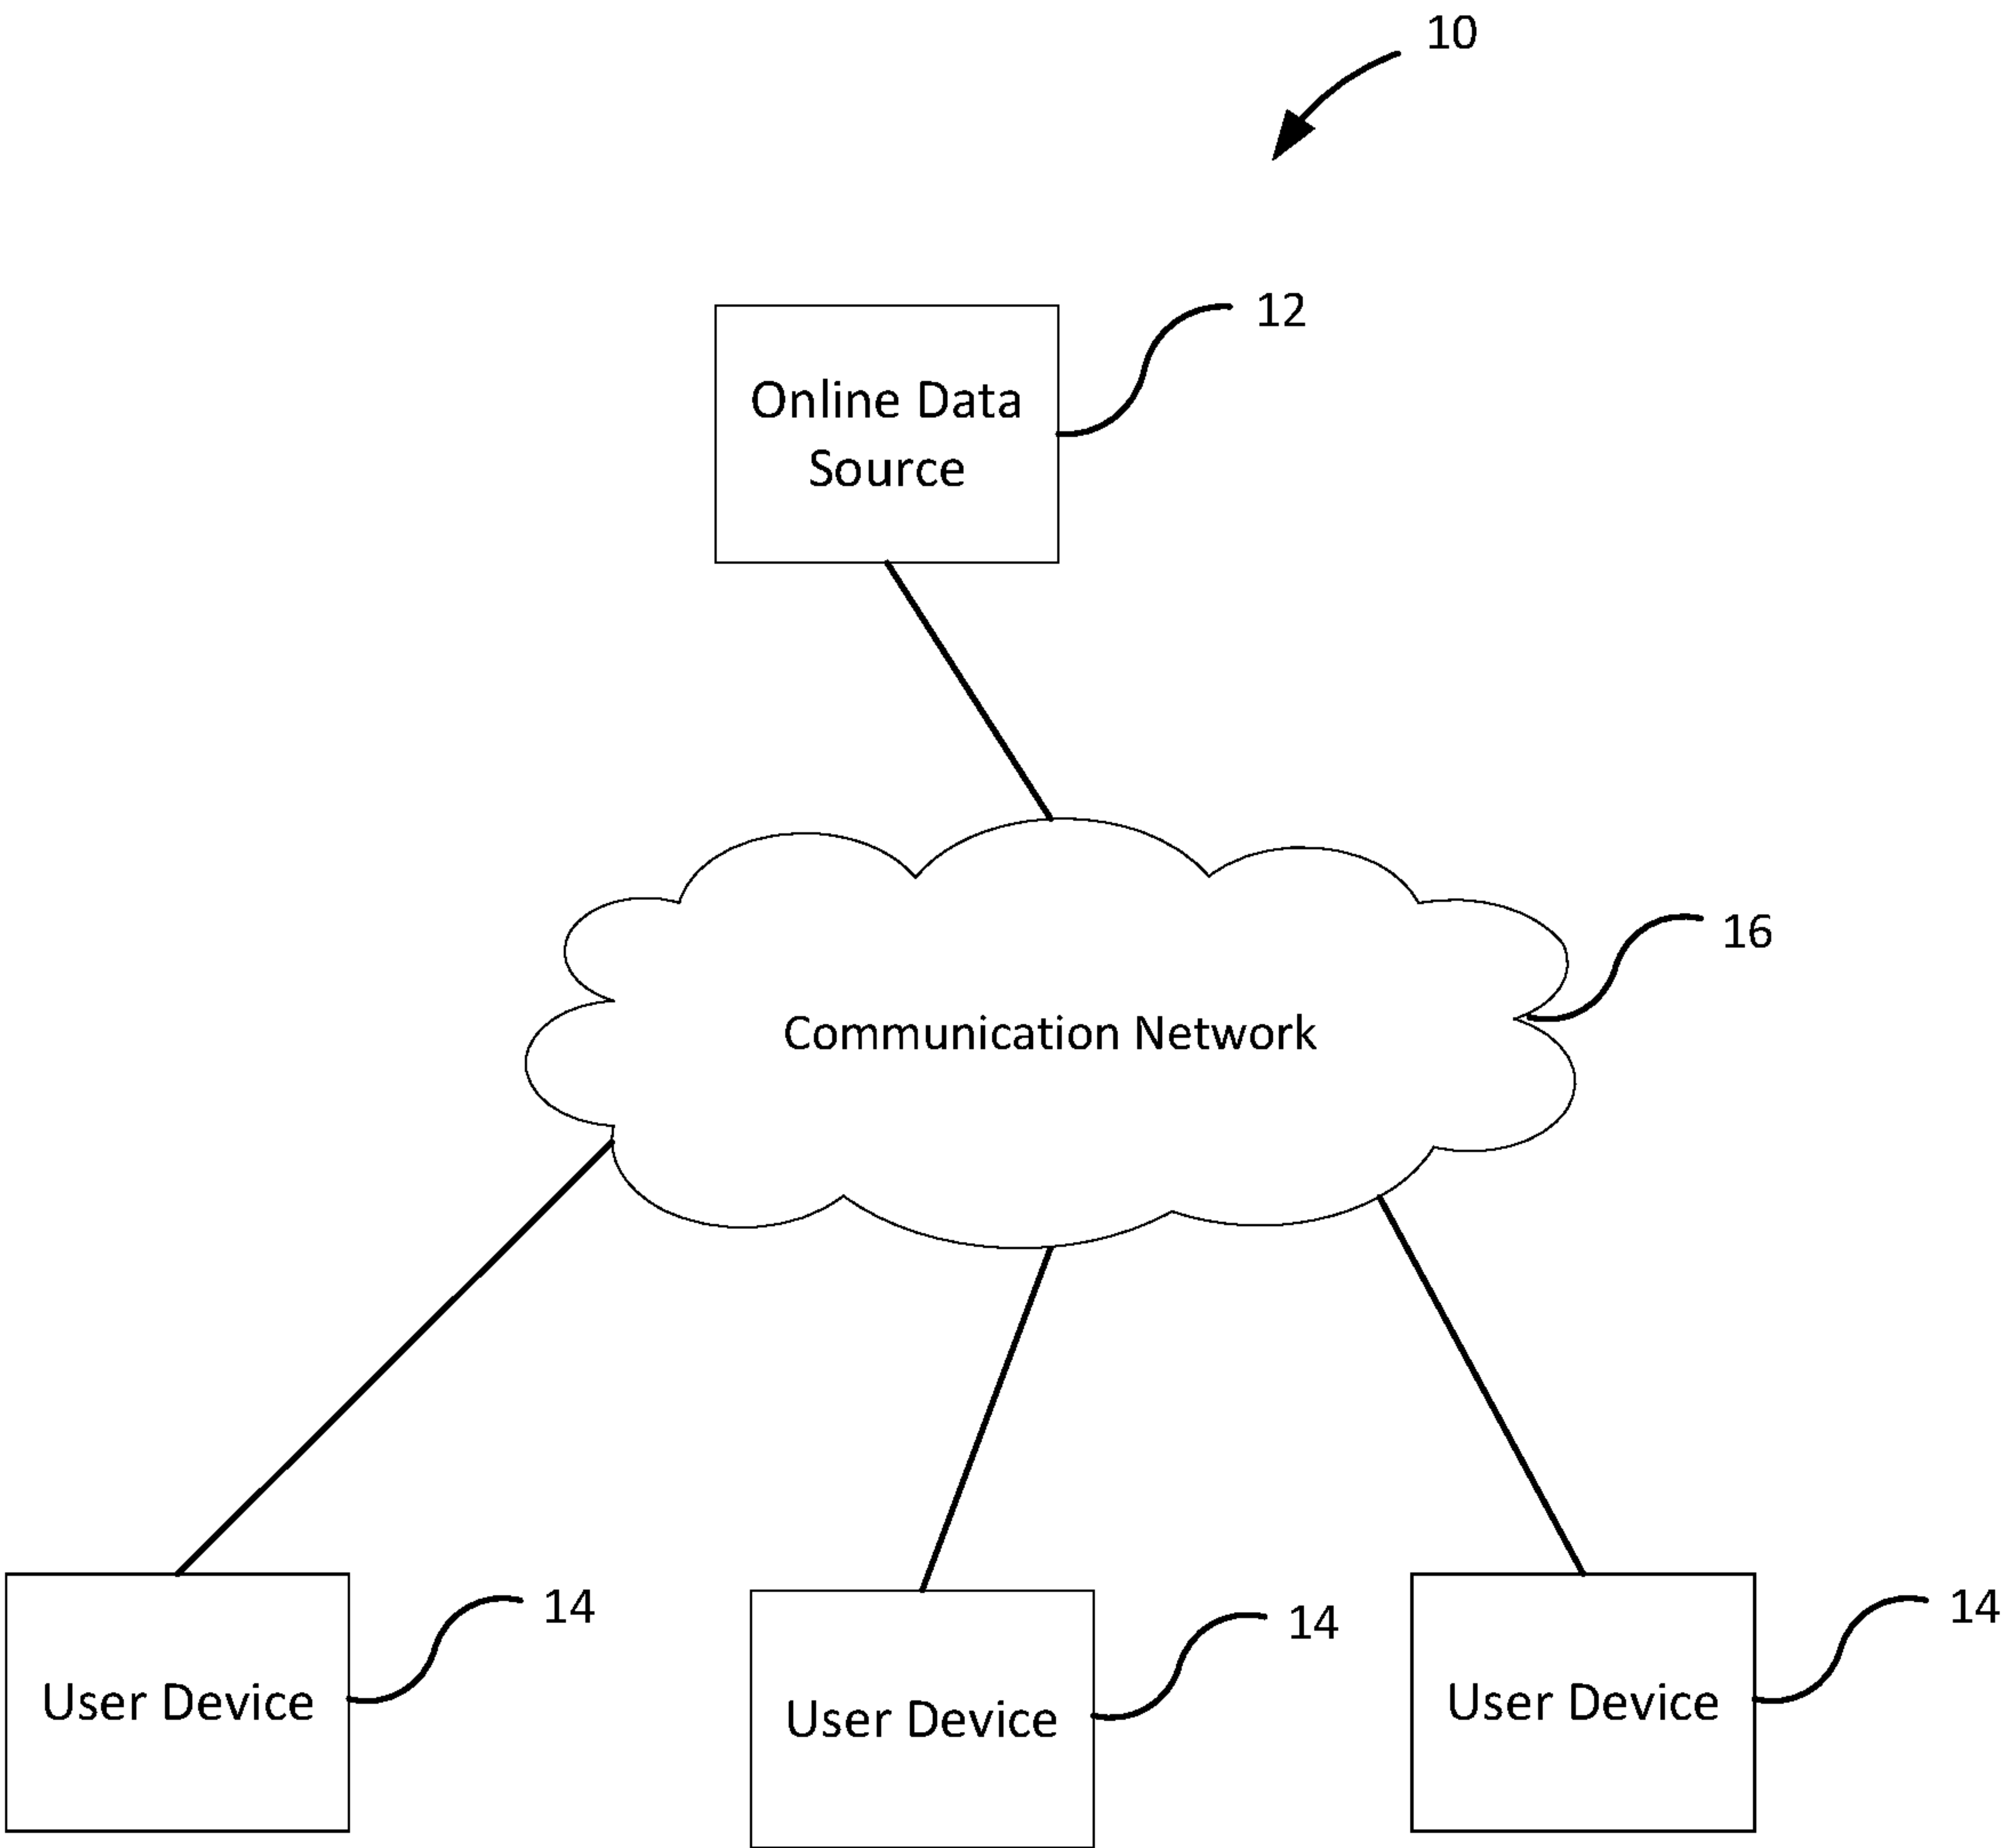 10
12
Online Data
Source
16
Communication Network
14
14
14
User Device
User Device
User Device